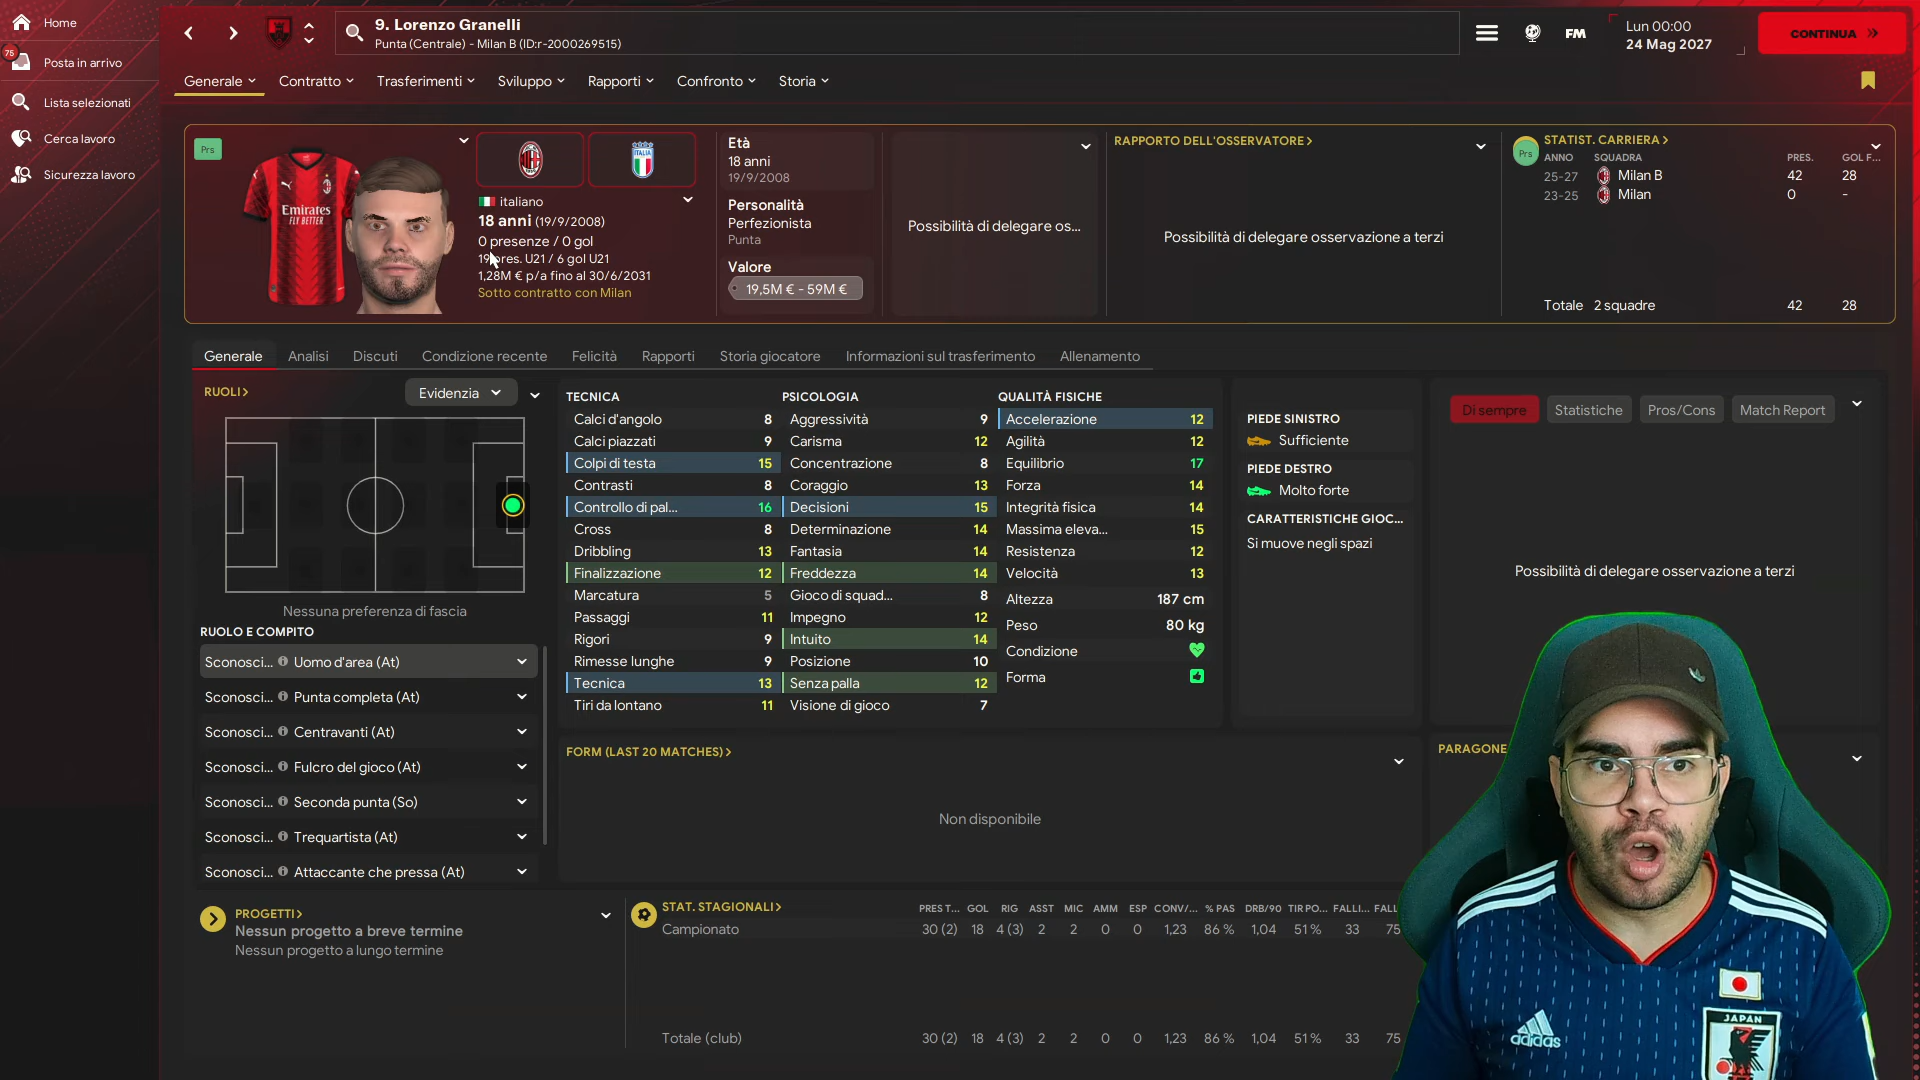 Home
75
Posta in arrivo
Lista selezionati
Cerca lavoro
Sicurezza lavoro
9. Lorenzo Granelli
Punta (Centrale) - Milan B (ID:r-2000269515)
FM
Lun 00:00
24 Mag 2027
CONTINUA
Generale
Contratto
Trasferimenti
Sviluppo
Rapporti
Confronto
Storia
Prs
Emirates
FLY BETTER
ITALIA
italiano
18 anni (19/9/2008)
0 presenze / 0 gol
19 pres. U21 / 6 gol U21
1,28M € p/a fino al 30/6/2031
Sotto contratto con Milan
Età
18 anni
19/9/2008
Personalità
Perfezionista
Punta
Valore
19,5M € - 59M €
Possibilità di delegare os...
RAPPORTO DELL'OSSERVATORE >
Possibilità di delegare osservazione a terzi
Prs
STATIST. CARRIERA >
ANNO SQUADRA PRES. GOL F...
25-27 Milan B 42 28
23-25 Milan 0 -
Totale 2 squadre 42 28
Generale Analisi Discuti Condizione recente Felicità Rapporti Storia giocatore Informazioni sul trasferimento Allenamento
RUOLI >
Evidenzia
Nessuna preferenza di fascia
RUOLO E COMPITO
Sconosci... Uomo d'area (At)
Sconosci... Punta completa (At)
Sconosci... Centravanti (At)
Sconosci... Fulcro del gioco (At)
Sconosci... Seconda punta (So)
Sconosci... Trequartista (At)
Sconosci... Attaccante che pressa (At)
TECNICA
Calci d'angolo 8
Calci piazzati 9
Colpi di testa 15
Contrasti 8
Controllo di pal... 16
Cross 8
Dribbling 13
Finalizzazione 12
Marcatura 5
Passaggi 11
Rigori 9
Rimesse lunghe 9
Tecnica 13
Tiri da lontano 11
PSICOLOGIA
Aggressività 9
Carisma 12
Concentrazione 8
Coraggio 13
Decisioni 15
Determinazione 14
Fantasia 14
Freddezza 14
Gioco di squad... 8
Impegno 12
Intuito 14
Posizione 10
Senza palla 12
Visione di gioco 7
QUALITÀ FISICHE
Accelerazione 12
Agilità 12
Equilibrio 17
Forza 14
Integrità fisica 14
Massima eleva... 15
Resistenza 12
Velocità 13
Altezza 187 cm
Peso 80 kg
Condizione
Forma
PIEDE SINISTRO
Sufficiente
PIEDE DESTRO
Molto forte
CARATTERISTICHE GIOC...
Si muove negli spazi
Di sempre Statistiche Pros/Cons Match Report
Possibilità di delegare osservazione a terzi
FORM (LAST 20 MATCHES) >
Non disponibile
PARAGONE
PROGETTI >
Nessun progetto a breve termine
Nessun progetto a lungo termine
STAT. STAGIONALI >
PRES T... GOL RIG ASST MIC AMM ESP CONV/... % PAS DRB/90 TIR PO... FALLI... FALL
Campionato 30 (2) 18 4 (3) 2 2 0 0 1,23 86 % 1,04 51 % 33 75
Totale (club) 30 (2) 18 4 (3) 2 2 0 0 1,23 86 % 1,04 51 % 33 75
adidas
JAPAN